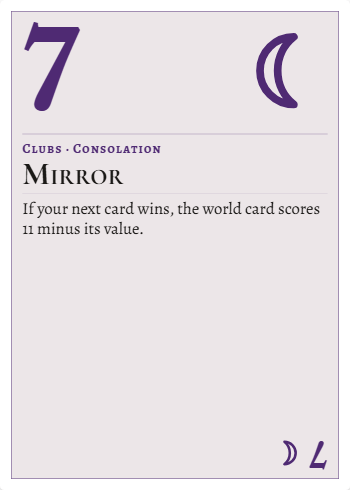 7
Clubs · Consolation
Mirror
If your next card wins, the world card scores
11 minus its value.
7